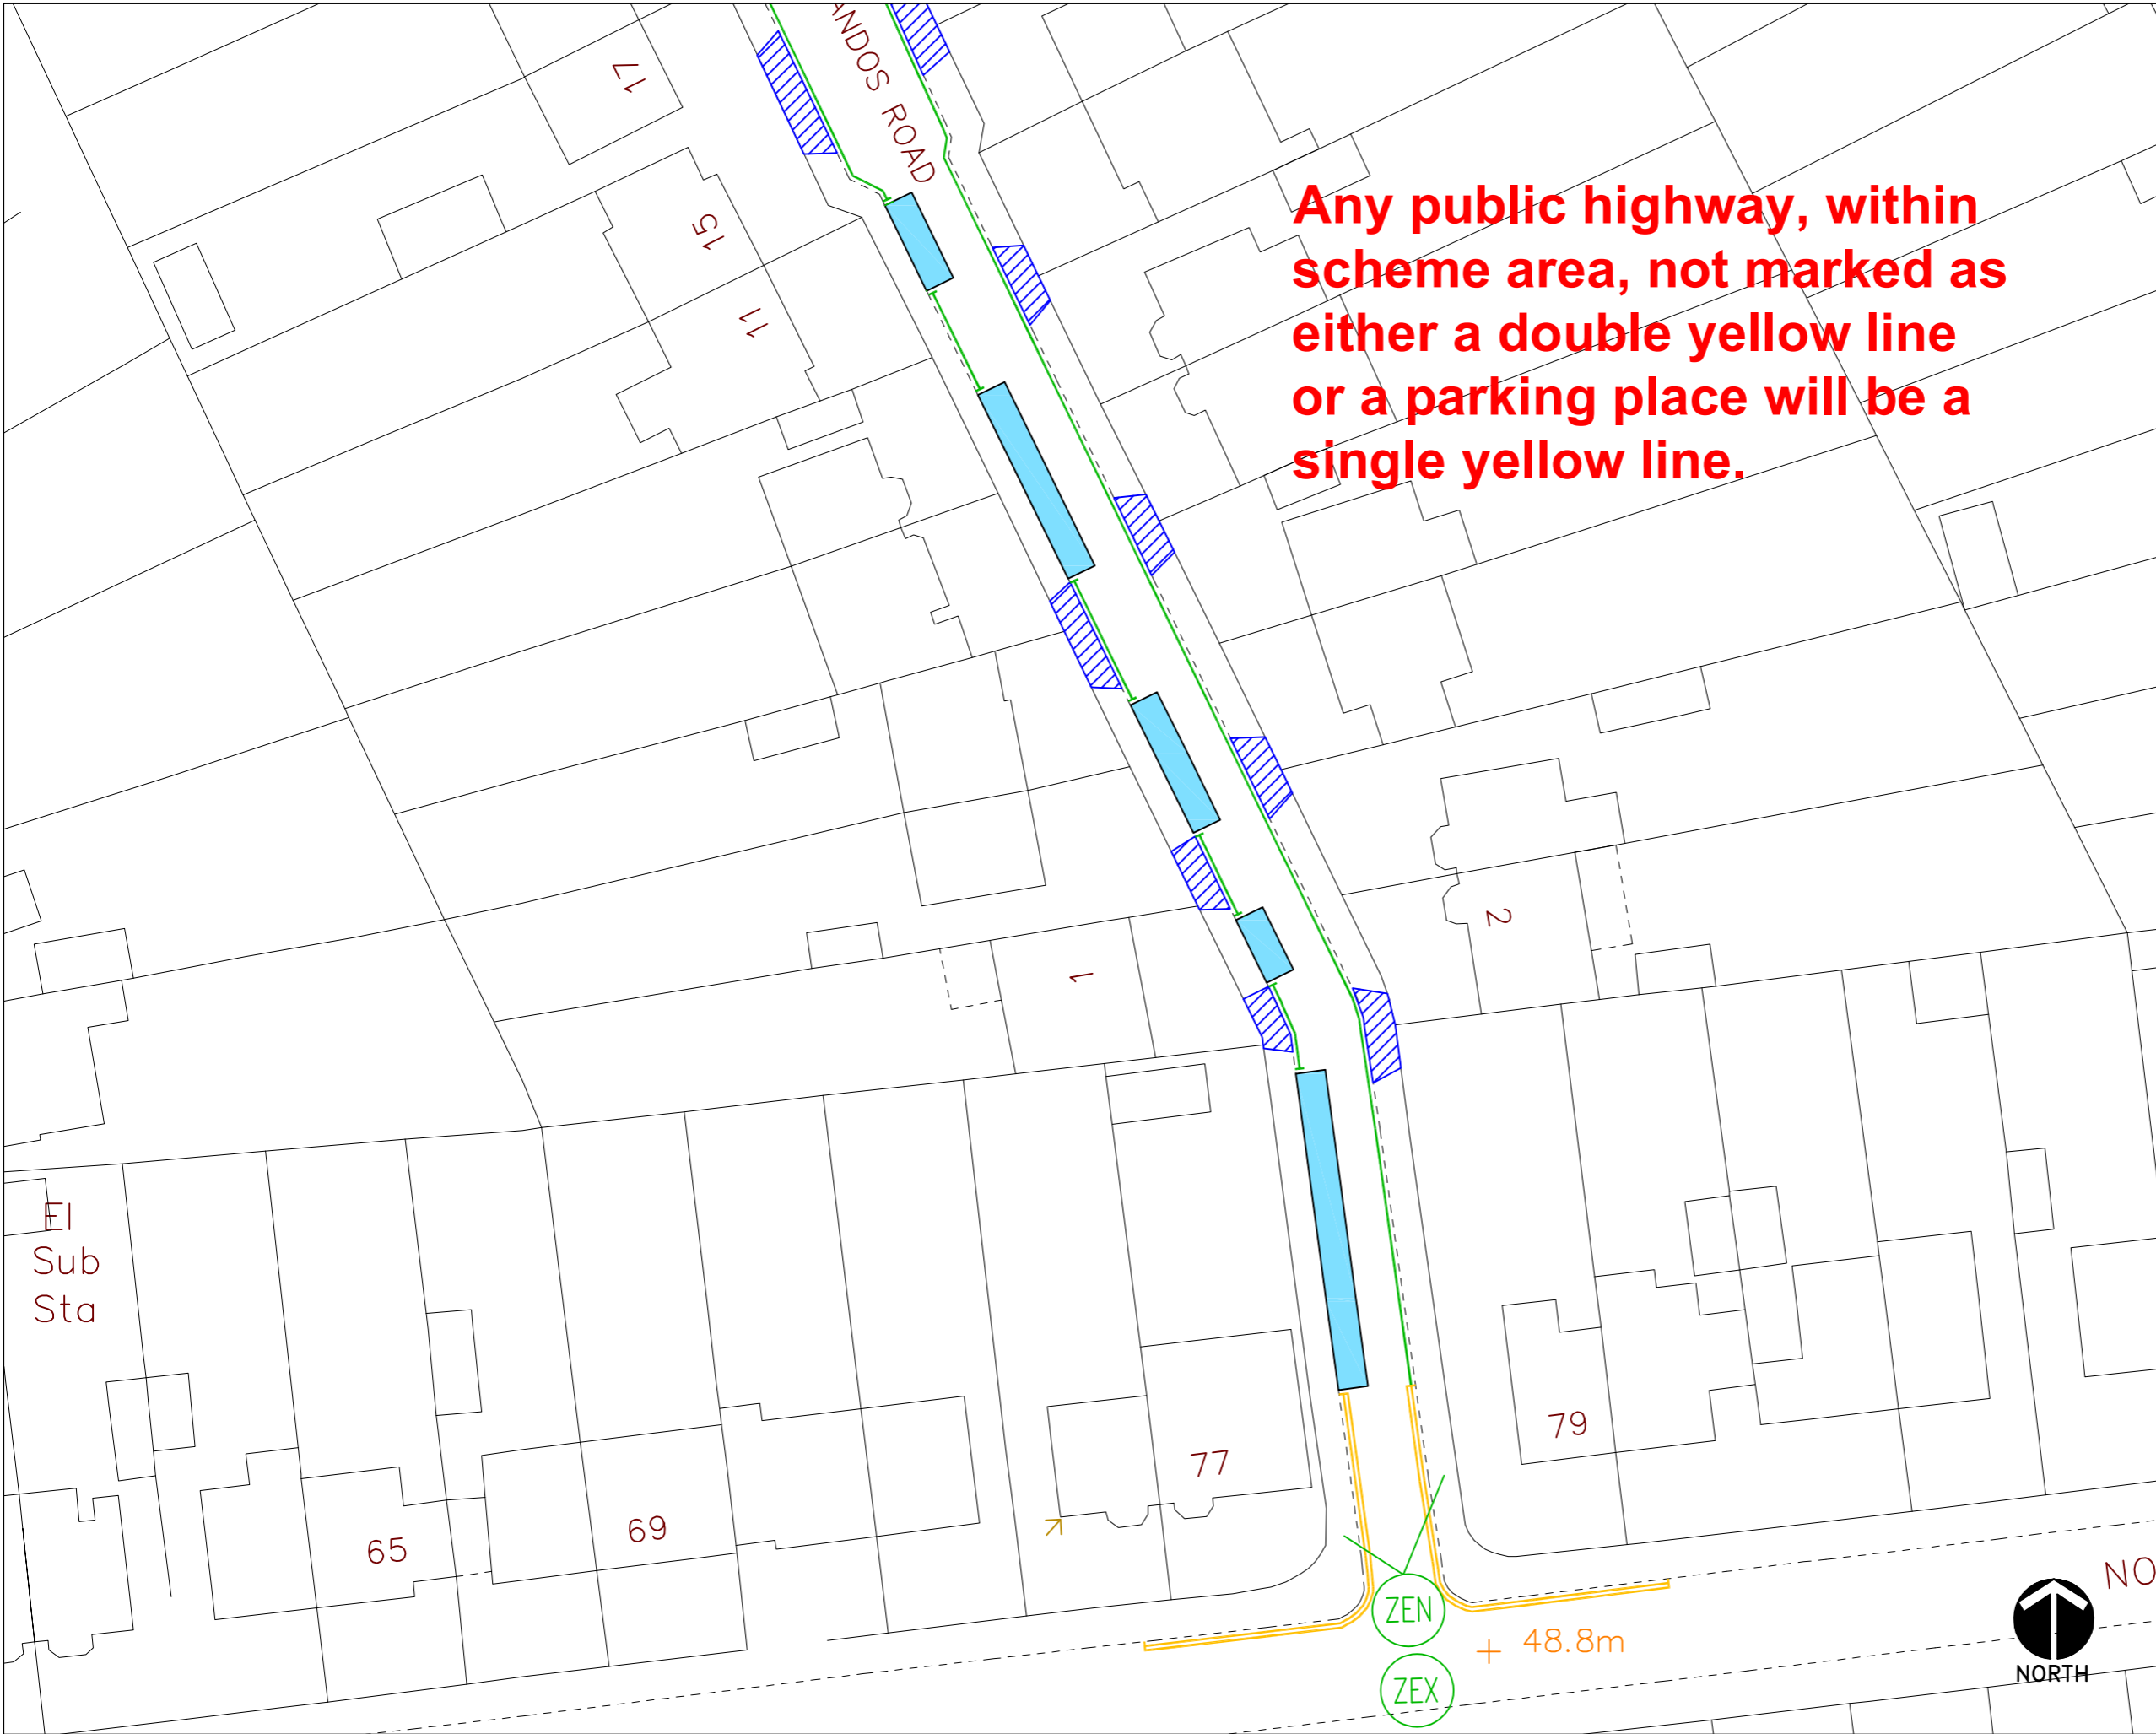 ANDOS ROAD
17
15
11
Any public highway, within
scheme area, not marked as
either a double yellow line
or a parking place will be a
single yellow line.
2
1
El
Sub
Sta
79
77
69
65
ZEN
ZEX
48.8m
NO
NORTH